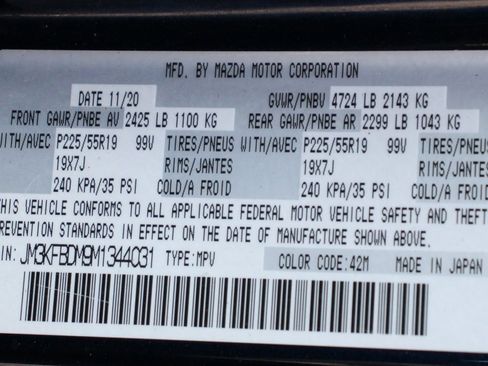 MFD. BY MAZDA MOTOR CORPORATION
DATE 11/20 GVWR/PNBV 4724 LB 2143 KG
FRONT GAWR/PNBE AV 2425 LB 1100 KG REAR GAWR/PNBE AR 2299 LB 1043 KG
WITH/AVEC P225/55R19 99V TIRES/PNEUS WITH/AVEC P225/55R19 99V TIRES/PNEUS
19X7J RIMS/JANTES 19X7J RIMS/JANTES
240 KPA/35 PSI COLD/A FROID 240 KPA/35 PSI COLD/A FROID
THIS VEHICLE CONFORMS TO ALL APPLICABLE FEDERAL MOTOR VEHICLE SAFETY AND THEFT
REVENTION STANDARDS IN EFFECT ON THE DATE OF MANUFACTURE SHOWN ABOVE.
IN: JM3KFBDM9M1344031 TYPE: MPV COLOR CODE: 42M MADE IN JAPAN